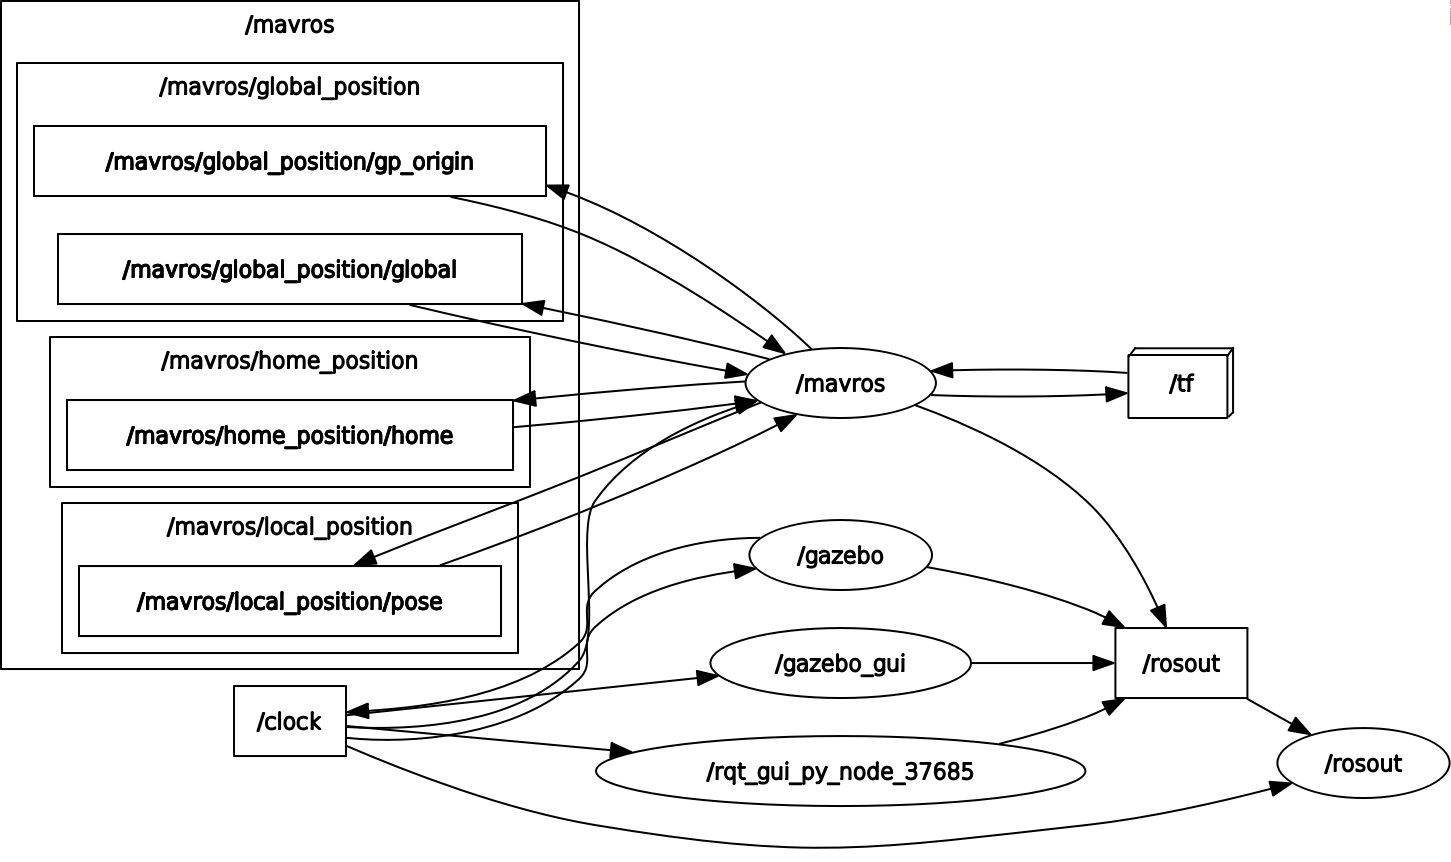 /mavros
/mavros/global_position
/mavros/global_position/gp_origin
/mavros/global_position/global
/mavros/home_position
/mavros/home_position/home
/mavros/local_position
/mavros/local_position/pose
/clock
/mavros
/gazebo
/gazebo_gui
/rqt_gui_py_node_37685
/tf
/rosout
/rosout